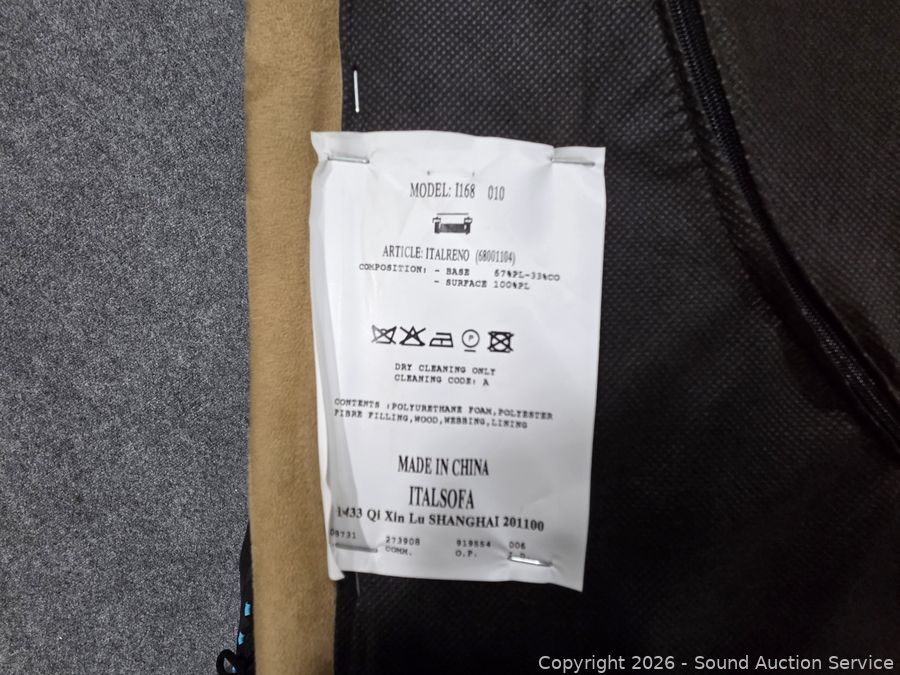 MODEL: I168 010
ARTICLE: ITALRENO (68001104)
COMPOSITION: - BASE 67%PL-33%CO
- SURFACE 100%PL
P
DRY CLEANING ONLY
CLEANING CODE: A
CONTENTS :POLYURETHANE FOAM,POLYESTER
FIBRE FILLING,WOOD,WEBBING,LINING
MADE IN CHINA
ITALSOFA
1433 Qi Xin Lu SHANGHAI 201100
08731 273908 919554 006
COMM. O.P.
Copyright © 2026 - Sound Auction Service